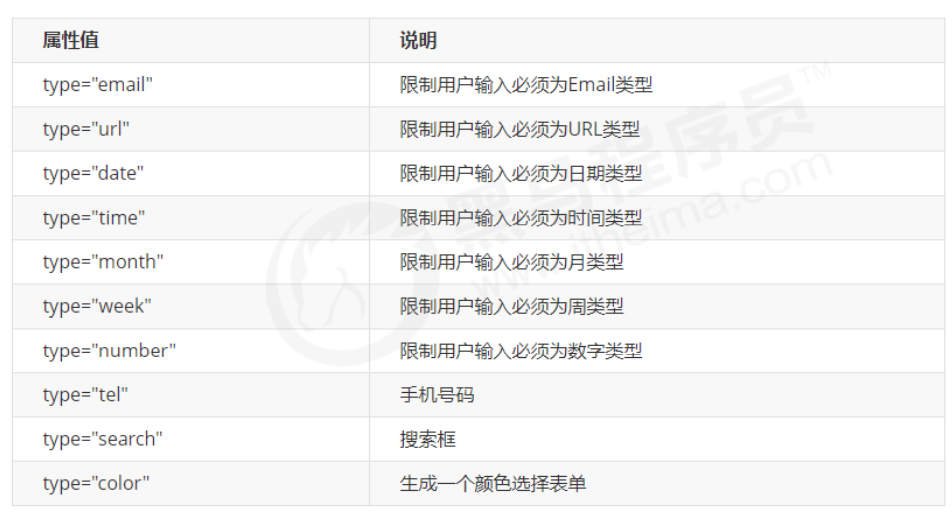 属性值 说明
type="email" 限制用户输入必须为Email类型
type="url" 限制用户输入必须为URL类型
type="date" 限制用户输入必须为日期类型
type="time" 限制用户输入必须为时间类型
type="month" 限制用户输入必须为月类型
type="week" 限制用户输入必须为周类型
type="number" 限制用户输入必须为数字类型
type="tel" 手机号码
type="search" 搜索框
type="color" 生成一个颜色选择表单
黑马程序员™
www.itheima.com